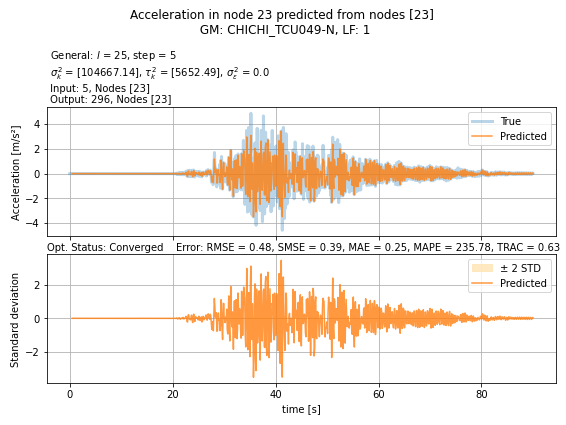 Acceleration in node 23 predicted from nodes [23]
GM: CHICHI_TCU049-N, LF: 1
General: l = 25, step = 5
σ²ₖ = [104667.14], τ²ₖ = [5652.49], σ²ε = 0.0
Input: 5, Nodes [23]
Output: 296, Nodes [23]
True
Predicted
Acceleration [m/s²]
4
2
0
−2
−4
Opt. Status: Converged Error: RMSE = 0.48, SMSE = 0.39, MAE = 0.25, MAPE = 235.78, TRAC = 0.63
± 2 STD
Predicted
Standard deviation
2
0
−2
0 20 40 60 80
time [s]